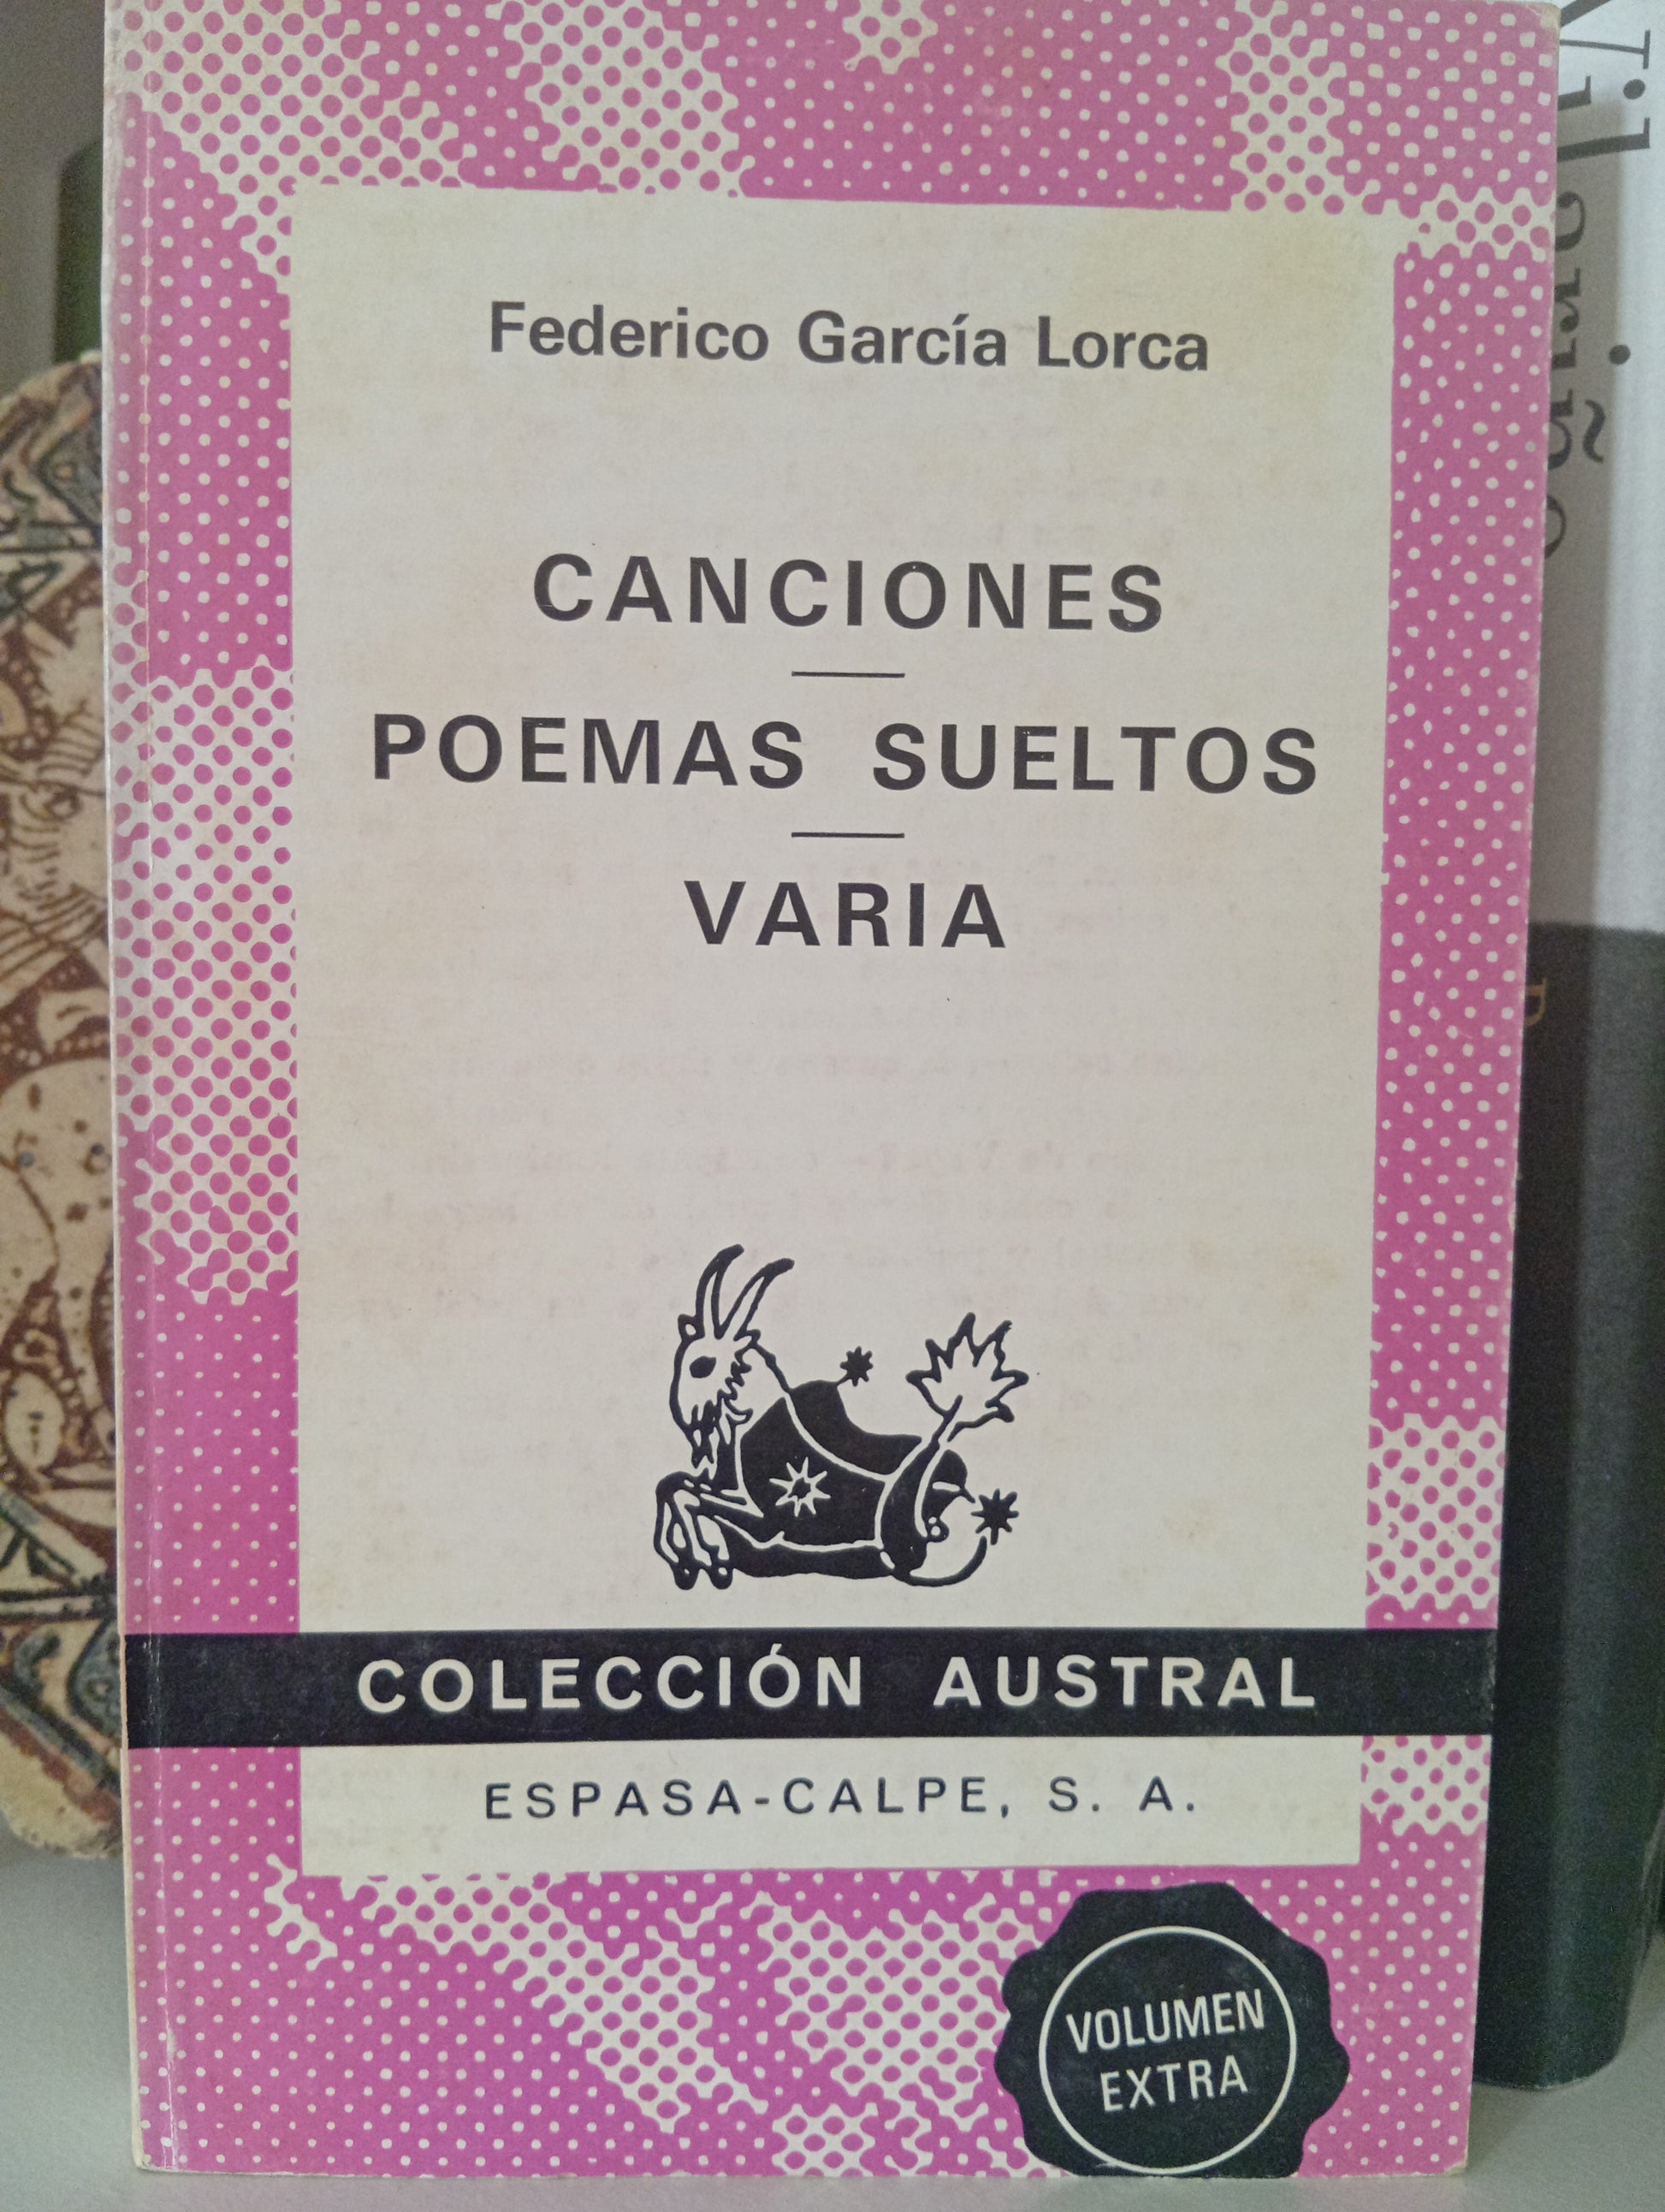 Federico García Lorca
CANCIONES
POEMAS SUELTOS
VARIA
COLECCIÓN AUSTRAL
ESPASA-CALPE, S. A.
VOLUMEN
EXTRA